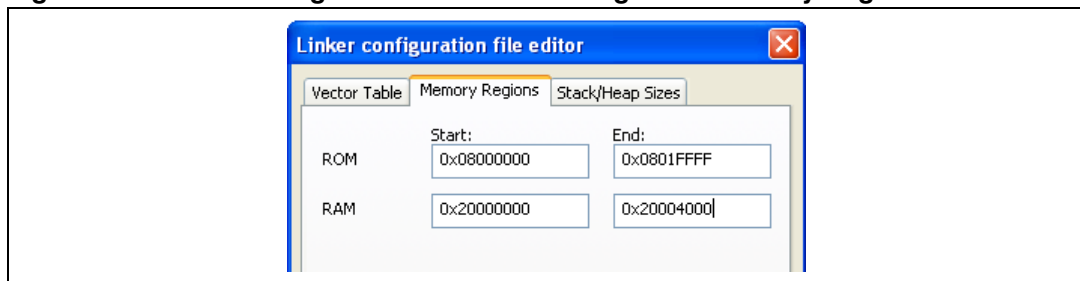 Linker configuration file editor
Vector Table Memory Regions Stack/Heap Sizes
Start: End:
ROM 0x08000000 0x0801FFFF
RAM 0x20000000 0x20004000